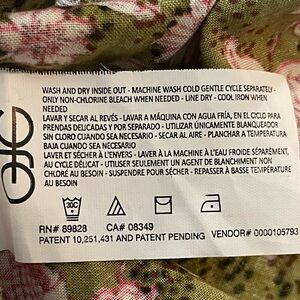 WASH AND DRY INSIDE OUT - MACHINE WASH COLD GENTLE CYCLE SEPARATELY -
ONLY NON-CHLORINE BLEACH WHEN NEEDED - LINE DRY - COOL IRON WHEN
NEEDED
LAVAR Y SECAR AL REVÉS - LAVAR A MÁQUINA CON AGUA FRÍA, EN EL CICLO PARA
PRENDAS DELICADAS Y POR SEPARADO - UTILIZAR ÚNICAMENTE BLANQUEADOR
SIN CLORO CUANDO SEA NECESARIO - SECAR AL AIRE - PLANCHAR A TEMPERATURA
BAJA CUANDO SEA NECESARIO
LAVER ET SÉCHER À L'ENVERS - LAVER À LA MACHINE À L'EAU FROIDE SÉPARÉMENT,
AU CYCLE DÉLICAT - UTILISER SEULEMENT UN AGENT DE BLANCHIMENT NON
CHLORÉ AU BESOIN - SUSPENDRE POUR SÉCHER - REPASSER À BASSE TEMPÉRATURE
AU BESOIN
30C
RN# 89828 CA# 08349
PATENT 10,251,431 AND PATENT PENDING VENDOR# 0000105793